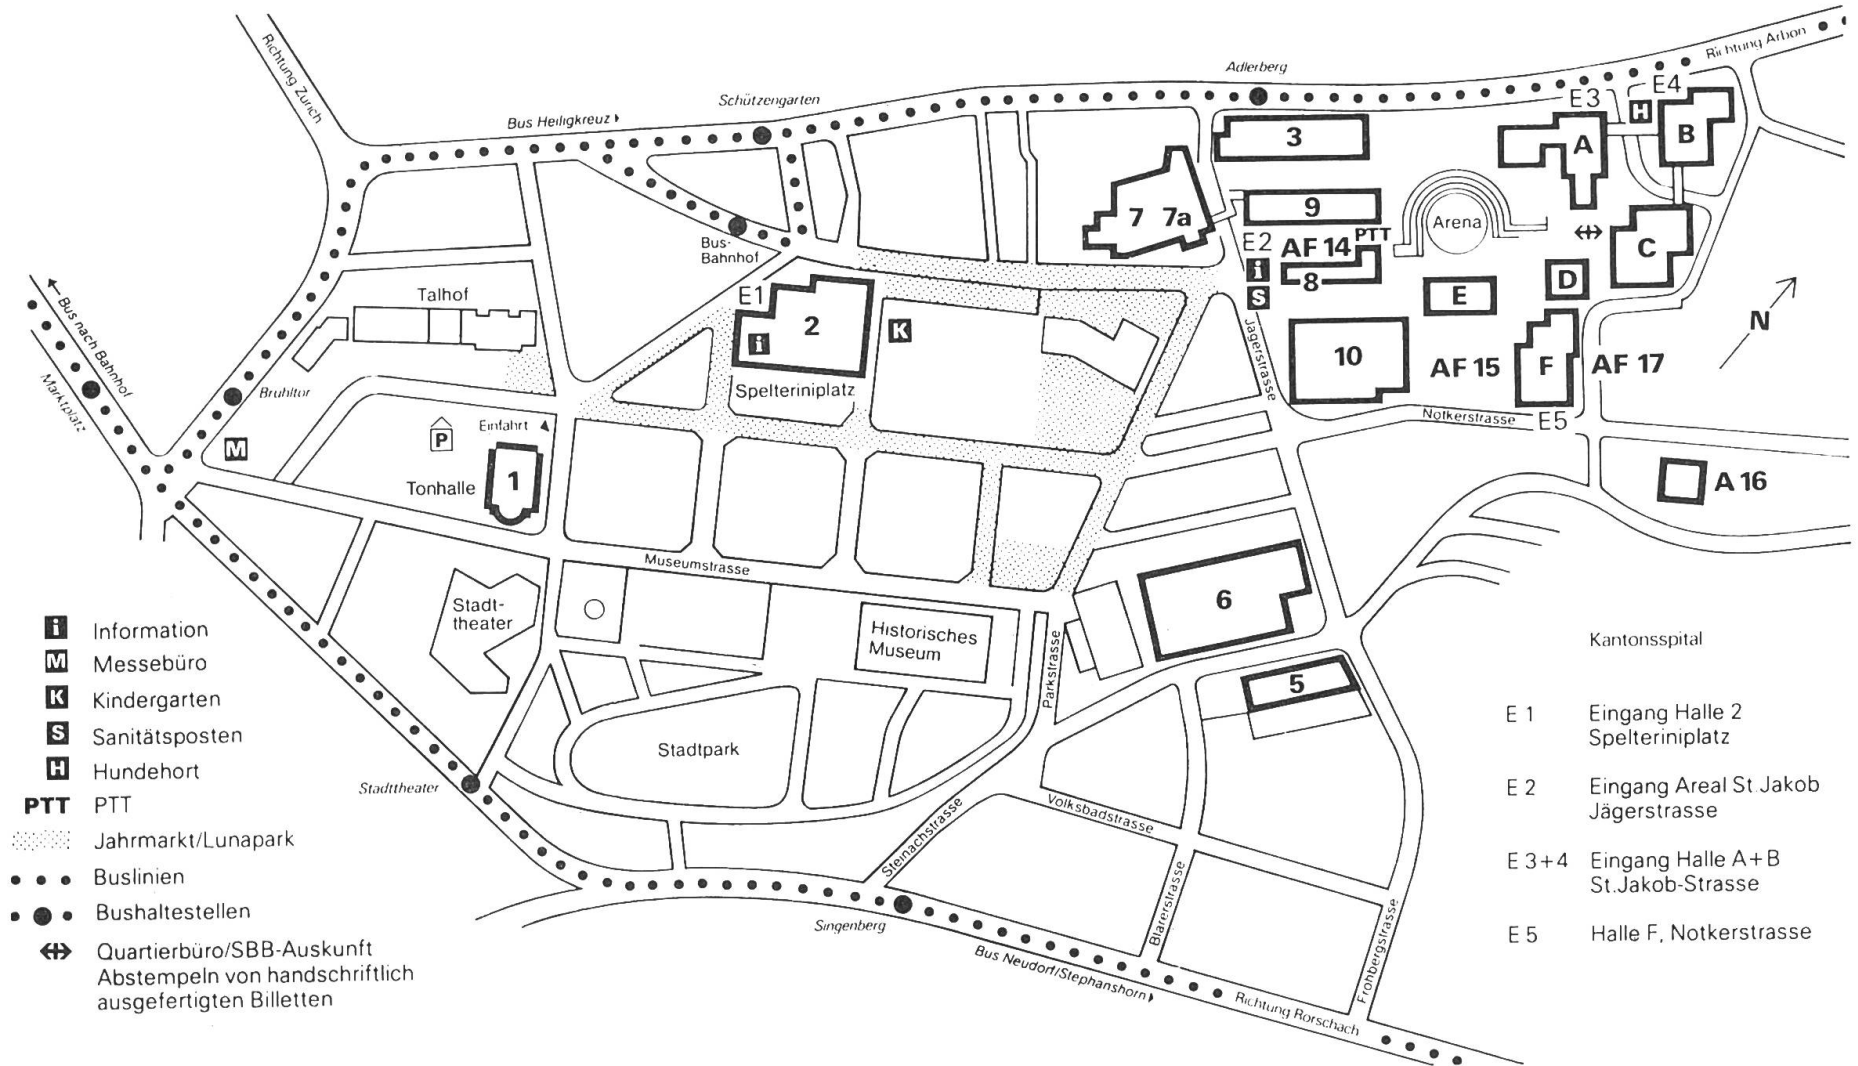 Richtung Zürich
Bus Heiligkreuz
Schützengarten
Adlerberg
Richtung Arbon
E3
E4
H
A
B
3
7 7a
9
PTT
Arena
E2
AF 14
i
8
S
C
D
E
Bus-
Bahnhof
E1
2
i
K
Spelteriniplatz
Talhof
← Bus nach Bahnhof
Marktplatz
Brühltor
M
P
Einfahrt
Tonhalle
1
Jägerstrasse
10
AF 15
F
AF 17
N
Notkerstrasse
E5
A 16
Museumstrasse
Stadt-
theater
Historisches
Museum
Parkstrasse
6
5
Stadtpark
Stadttheater
Steinachstrasse
Volksbadstrasse
Blarerstrasse
Frohbergstrasse
Singenberg
Bus Neudorf/Stephanshorn
Richtung Rorschach
i Information
M Messebüro
K Kindergarten
S Sanitätsposten
H Hundehort
PTT PTT
Jahrmarkt/Lunapark
Buslinien
Bushaltestellen
Quartierbüro/SBB-Auskunft
Abstempeln von handschriftlich
ausgefertigten Billetten
Kantonsspital
E 1 Eingang Halle 2
Spelteriniplatz
E 2 Eingang Areal St.Jakob
Jägerstrasse
E 3+4 Eingang Halle A+B
St.Jakob-Strasse
E 5 Halle F, Notkerstrasse